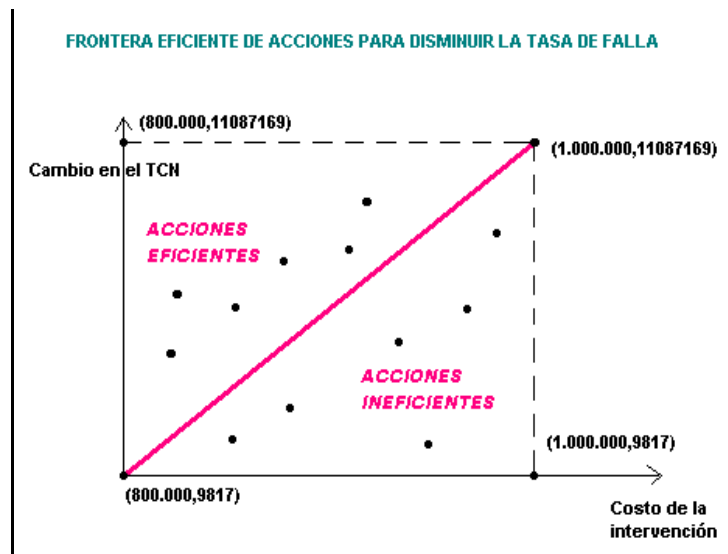 FRONTERA EFICIENTE DE ACCIONES PARA DISMINUIR LA TASA DE FALLA
(800.000,11087169)
(1.000.000,11087169)
Cambio en el TCN
ACCIONES
EFICIENTES
ACCIONES
INEFICIENTES
(1.000.000,9817)
(800.000,9817)
Costo de la
intervención